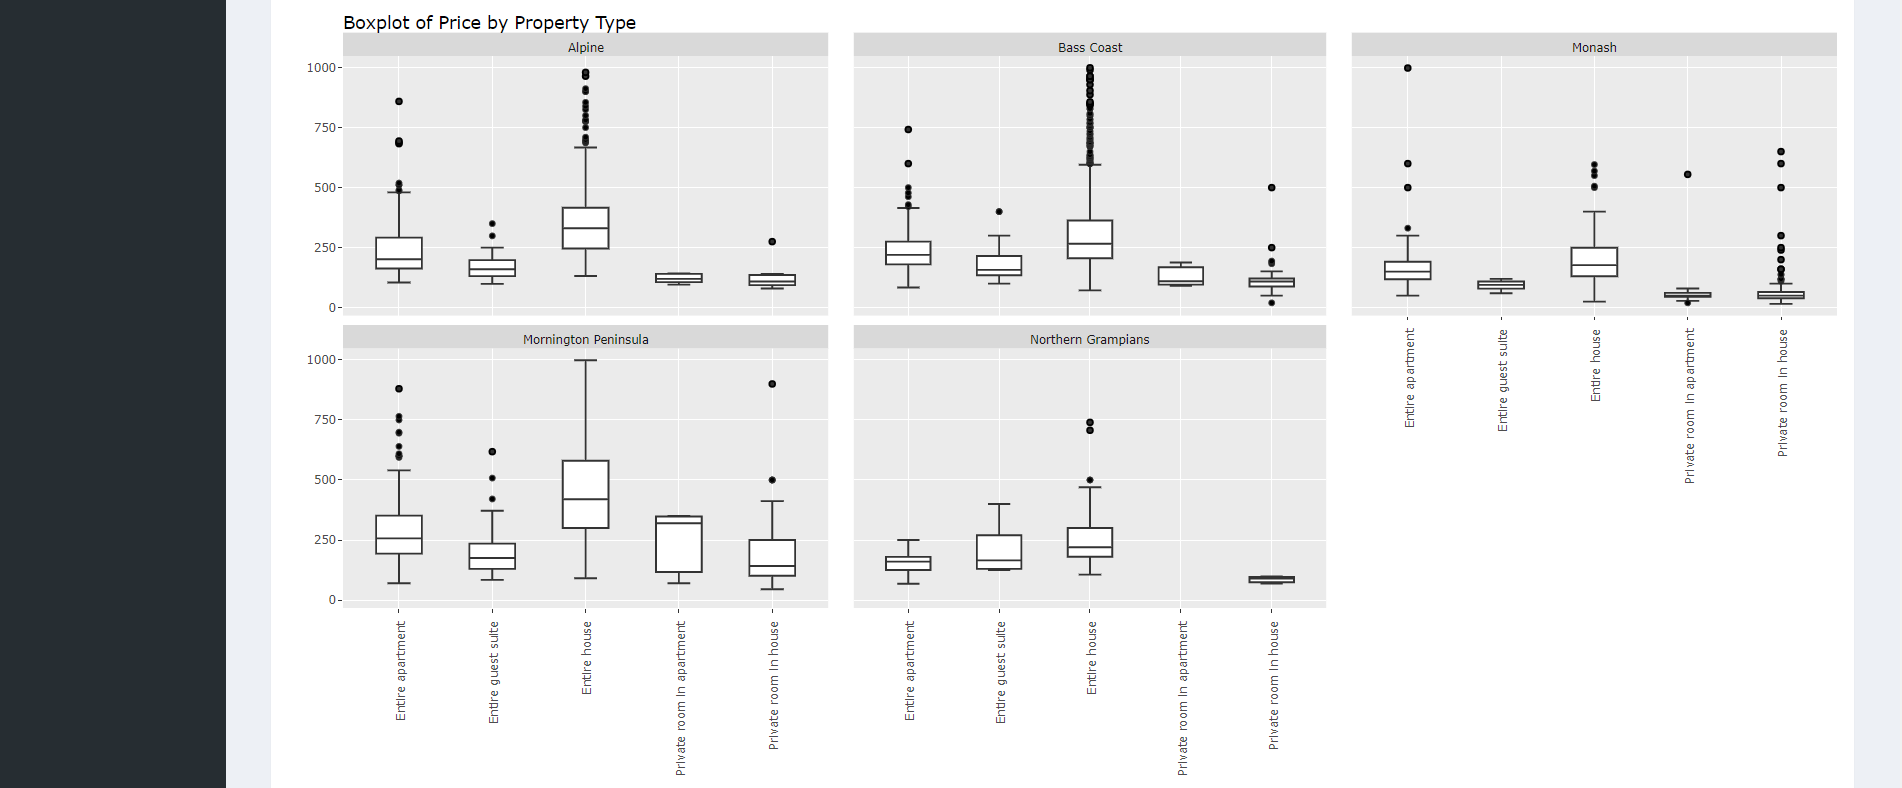 Boxplot of Price by Property Type
Alpine
Bass Coast
Monash
1000
750
500
250
0
Entire apartment
Entire guest suite
Entire house
Private room in apartment
Private room in house
Mornington Peninsula
Northern Grampians
1000
750
500
250
0
Entire apartment
Entire guest suite
Entire house
Private room in apartment
Private room in house
Entire apartment
Entire guest suite
Entire house
Private room in apartment
Private room in house